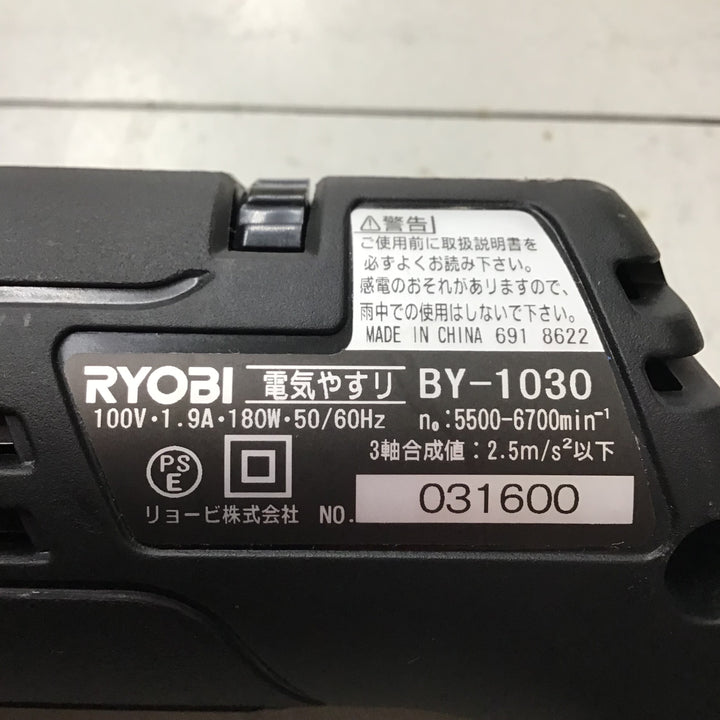 ⚠警告
ご使用前に取扱説明書を
必ずよくお読み下さい。
感電のおそれがありますので、
雨中での使用はしないで下さい。
MADE IN CHINA 691 8622
RYOBI 電気やすり BY-1030
100V・1.9A・180W・50/60Hz n₀:5500-6700min⁻¹
3軸合成値：2.5m/s²以下
PS
E
リョービ株式会社 NO. 031600